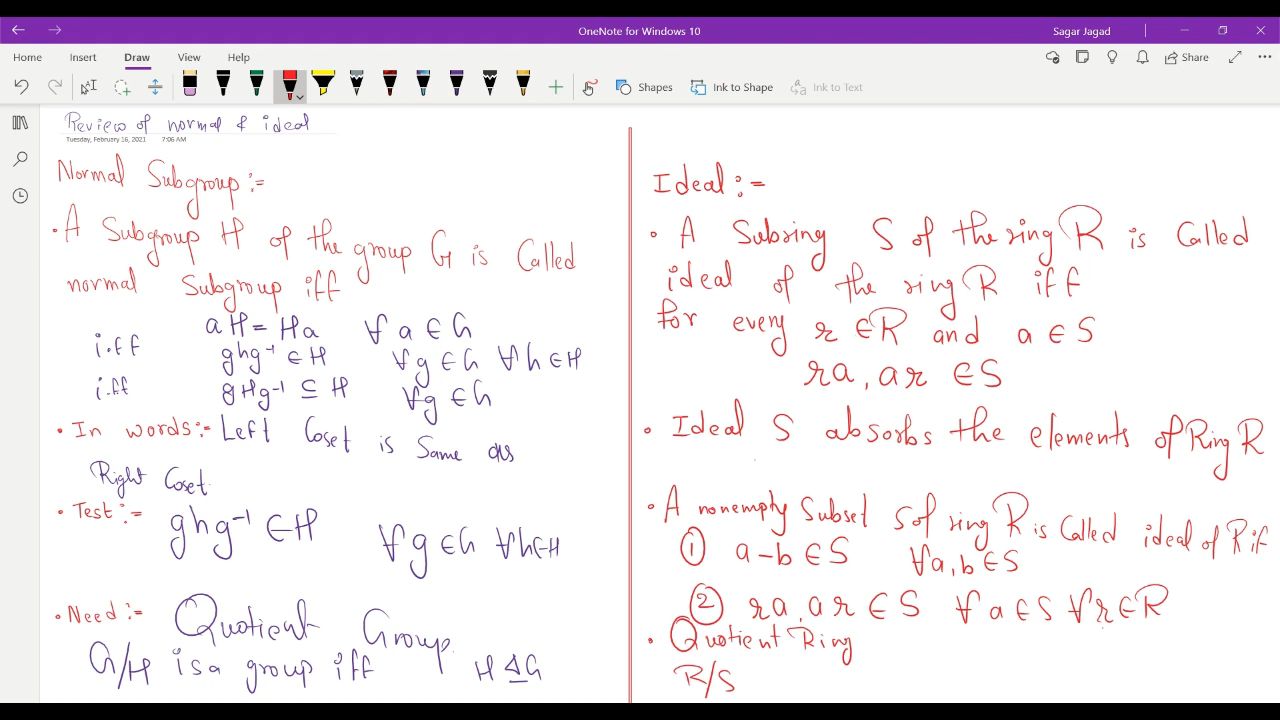 OneNote for Windows 10
Sagar Jagad
Home Insert Draw View Help
Share
Shapes
Ink to Shape
Ink to Text
Review of normal & ideal
Tuesday, February 16, 2021 7:06 AM
Normal Subgroup :=
• A Subgroup H of the group G is Called
normal Subgroup iff
aH = Ha ∀ a ∈ G
i.ff ghg⁻¹ ∈ H ∀g ∈ G ∀h ∈ H
i.ff gHg⁻¹ ⊆ H ∀g ∈ G
• In words:- Left Coset is Same as
Right Coset.
• Test:= ghg⁻¹ ∈ H ∀g ∈ G ∀h ∈ H
• Need:= Quotient Group.
G/H is a group iff H ⊴ G
Ideal :=
• A Subring S of the ring R is Called
ideal of the ring R iff
for every r ∈ R and a ∈ S
ra, ar ∈ S
• Ideal S absorbs the elements of Ring R
• A nonempty Subset S of ring R is Called ideal of R if
① a-b ∈ S ∀a, b ∈ S
② ra, ar ∈ S ∀ a ∈ S ∀ r ∈ R
• Quotient Ring
R/S